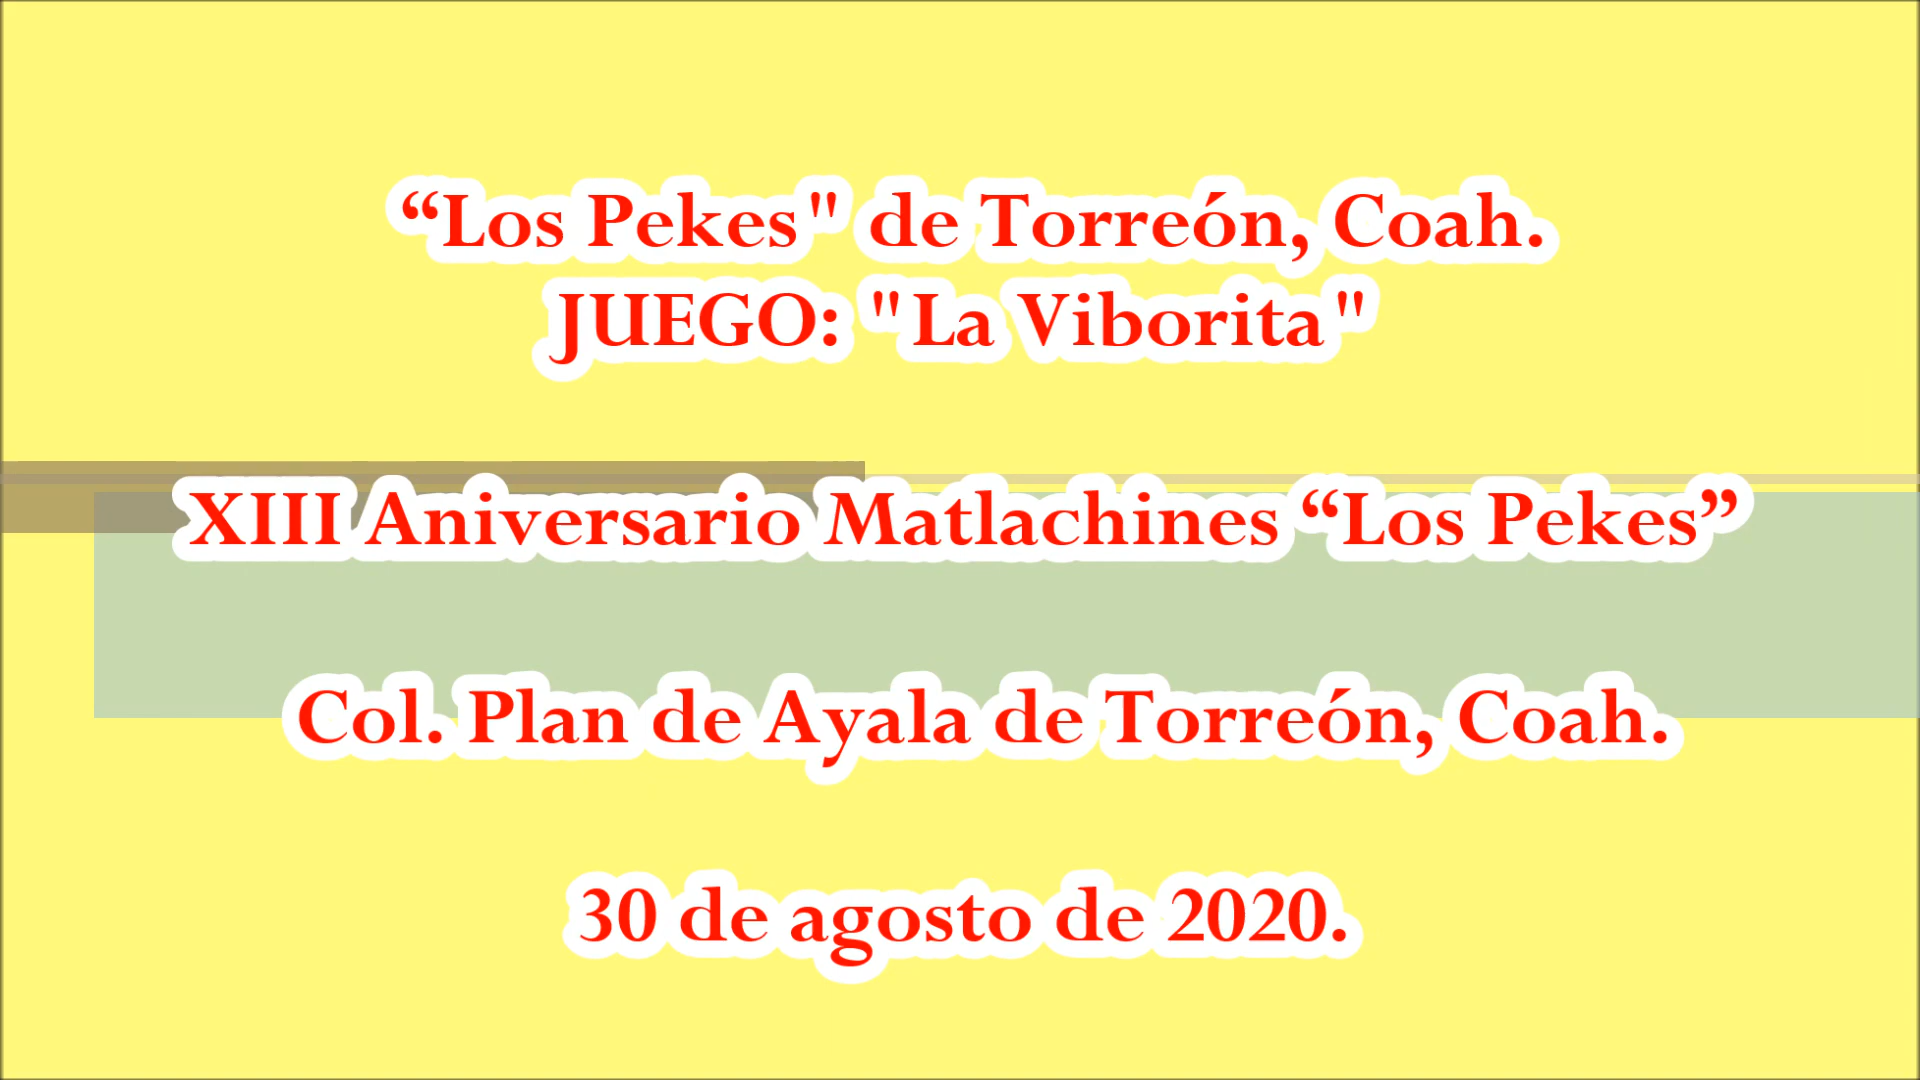 “Los Pekes" de Torreón, Coah.
JUEGO: "La Viborita"
XIII Aniversario Matlachines “Los Pekes”
Col. Plan de Ayala de Torreón, Coah.
30 de agosto de 2020.